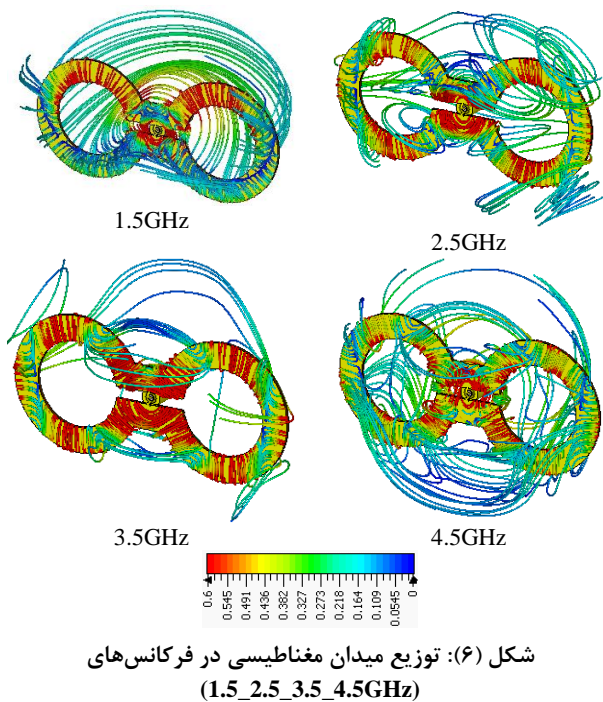 1.5GHz
2.5GHz
3.5GHz
4.5GHz
0.6 0.545 0.491 0.436 0.382 0.327 0.273 0.218 0.164 0.109 0.0545 0
شکل (۶): توزیع میدان مغناطیسی در فرکانس‌های
(1.5_2.5_3.5_4.5GHz)